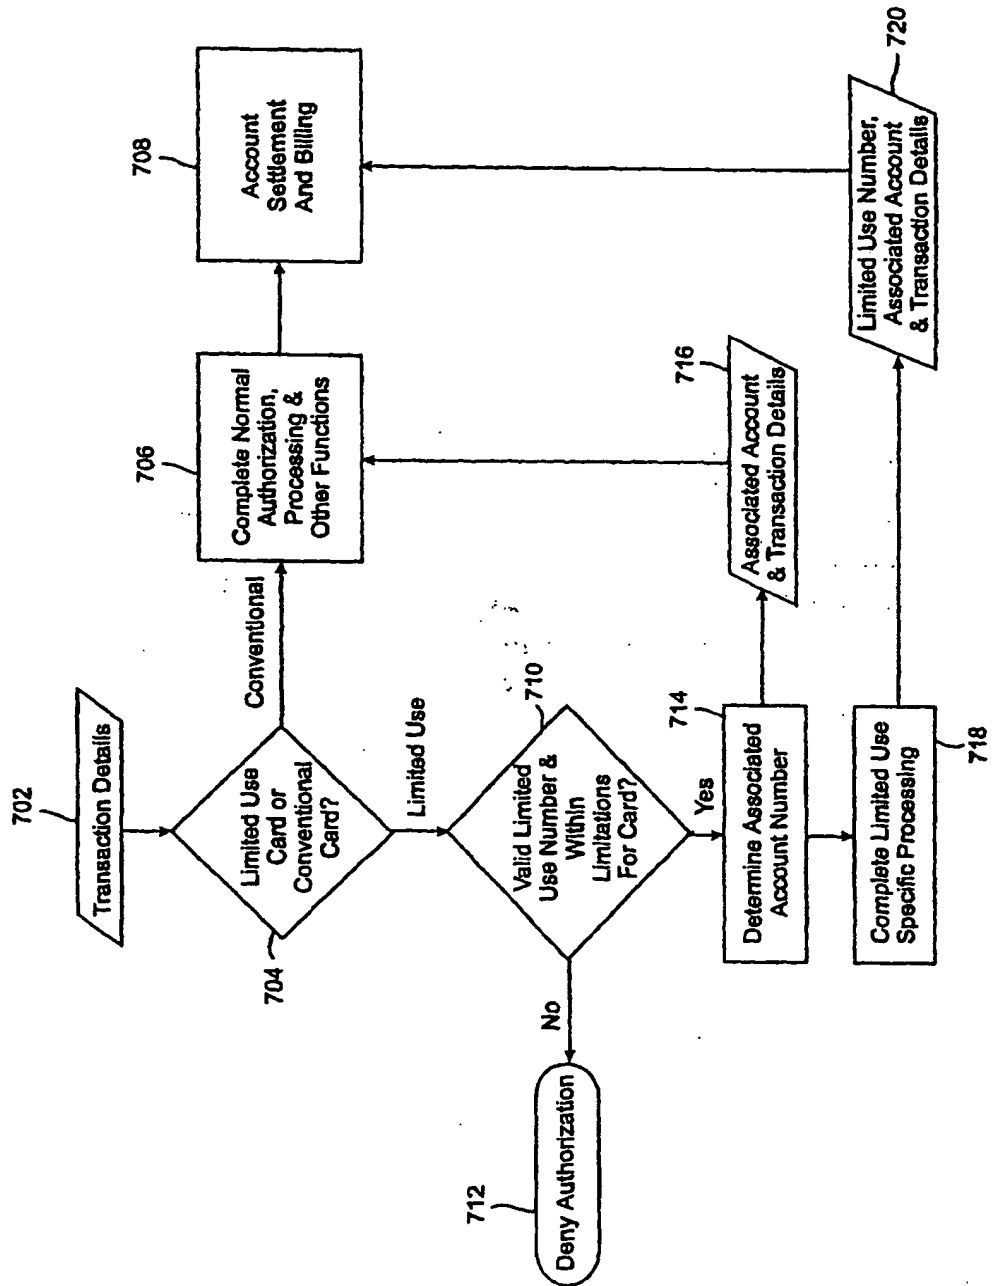 702
Transaction Details
704
Limited Use
Card or
Conventional
Card?
Conventional
706
Complete Normal
Authorization,
Processing &
Other Functions
708
Account
Settlement
And Billing
Limited Use
710
Valid Limited
Use Number &
Within
Limitations
For Card?
No
712
Deny Authorization
Yes
714
Determine Associated
Account Number
716
Associated Account
& Transaction Details
718
Complete Limited Use
Specific Processing
720
Limited Use Number,
Associated Account
& Transaction Details